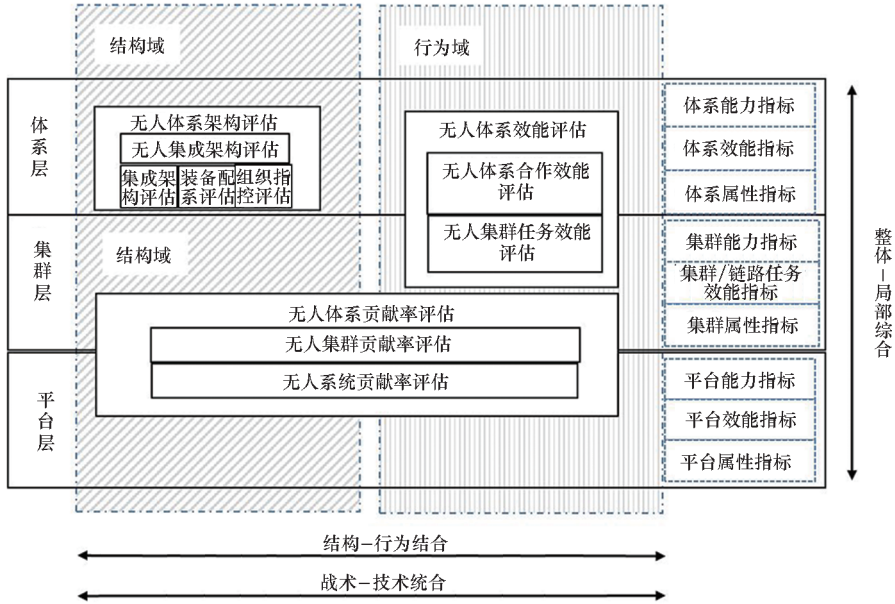 结构域
行为域
体系层
无人体系架构评估
无人集成架构评估
集成架
构评估
装备配
系评估
组织指
控评估
无人体系效能评估
无人体系合作效能
评估
体系能力指标
体系效能指标
体系属性指标
集群层
结构域
无人集群任务效能
评估
集群能力指标
集群/链路任务
效能指标
集群属性指标
无人体系贡献率评估
无人集群贡献率评估
无人系统贡献率评估
平台层
平台能力指标
平台效能指标
平台属性指标
整体-局部综合
结构-行为结合
战术-技术统合